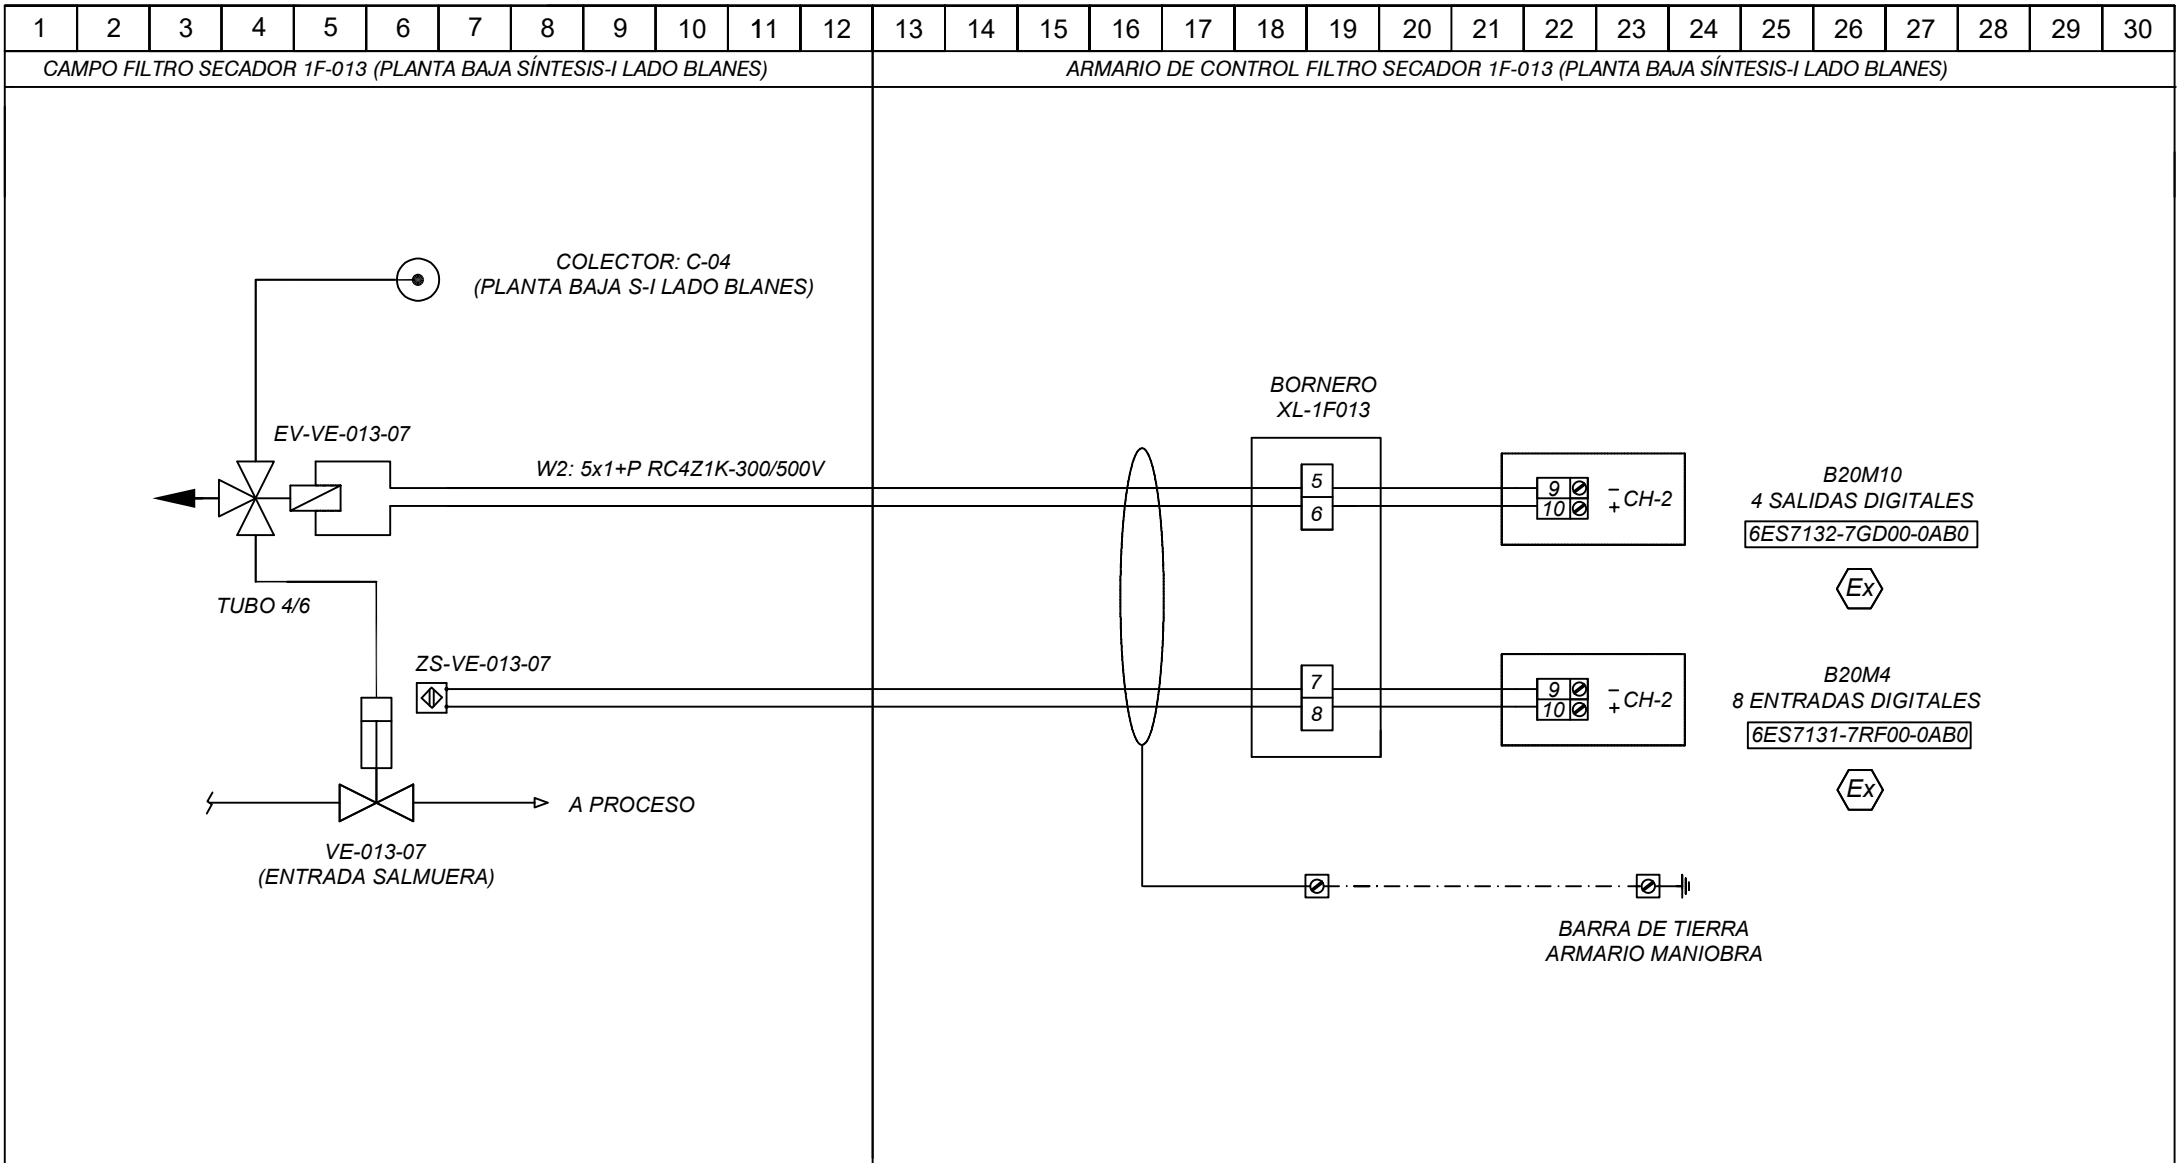 1 2 3 4 5 6 7 8 9 10 11 12 13 14 15 16 17 18 19 20 21 22 23 24 25 26 27 28 29 30
CAMPO FILTRO SECADOR 1F-013 (PLANTA BAJA SÍNTESIS-I LADO BLANES)
ARMARIO DE CONTROL FILTRO SECADOR 1F-013 (PLANTA BAJA SÍNTESIS-I LADO BLANES)
COLECTOR: C-04
(PLANTA BAJA S-I LADO BLANES)
EV-VE-013-07
W2: 5x1+P RC4Z1K-300/500V
TUBO 4/6
ZS-VE-013-07
A PROCESO
VE-013-07
(ENTRADA SALMUERA)
BORNERO
XL-1F013
5
6
9 −
10 + CH-2
B20M10
4 SALIDAS DIGITALES
6ES7132-7GD00-0AB0
Ex
7
8
9 −
10 + CH-2
B20M4
8 ENTRADAS DIGITALES
6ES7131-7RF00-0AB0
Ex
BARRA DE TIERRA
ARMARIO MANIOBRA